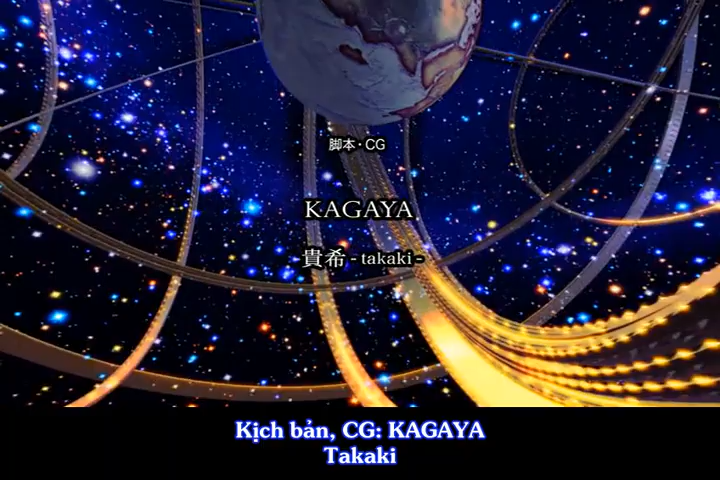 脚本・CG
KAGAYA
貴希 - takaki -
Kịch bản, CG: KAGAYA
Takaki